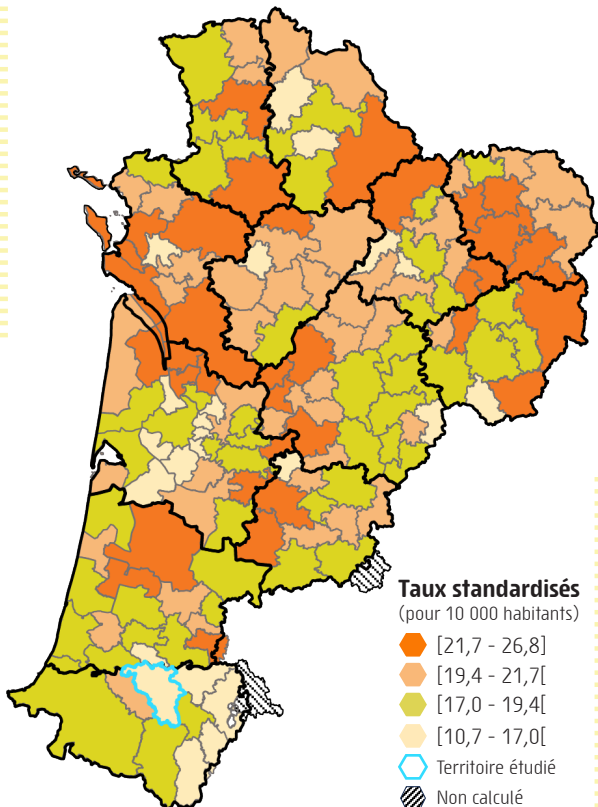 Taux standardisés
(pour 10 000 habitants)
[21,7 - 26,8]
[19,4 - 21,7[
[17,0 - 19,4[
[10,7 - 17,0[
Territoire étudié
Non calculé